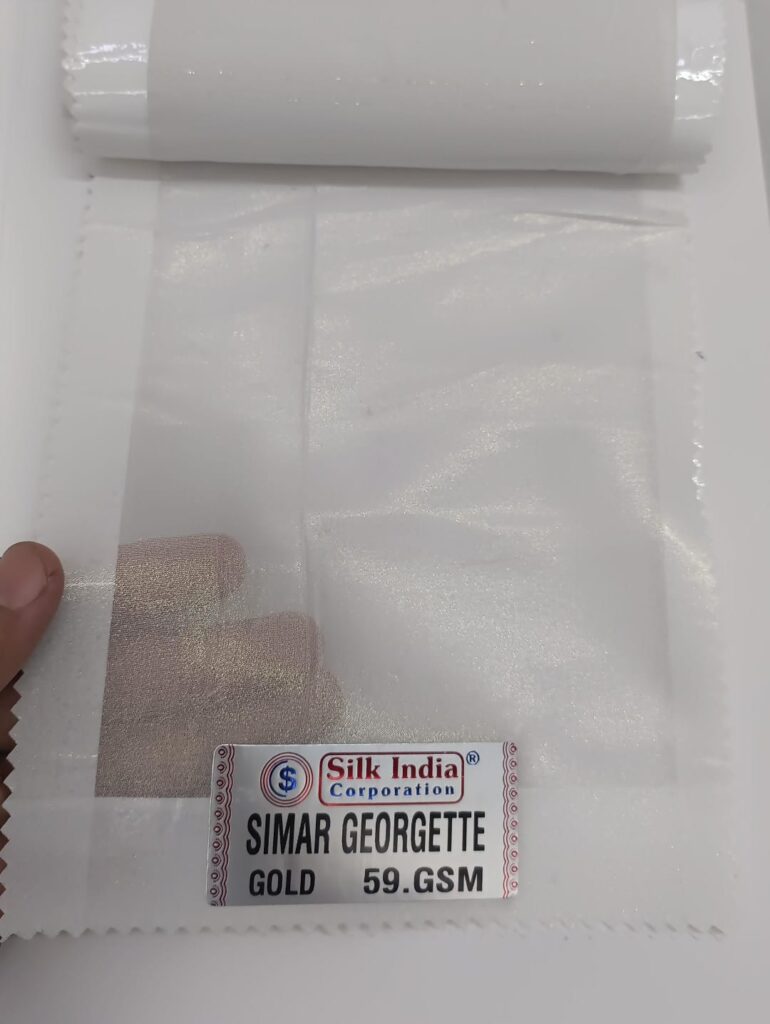 $ Silk India ®
Corporation
SIMAR GEORGETTE
GOLD 59.GSM